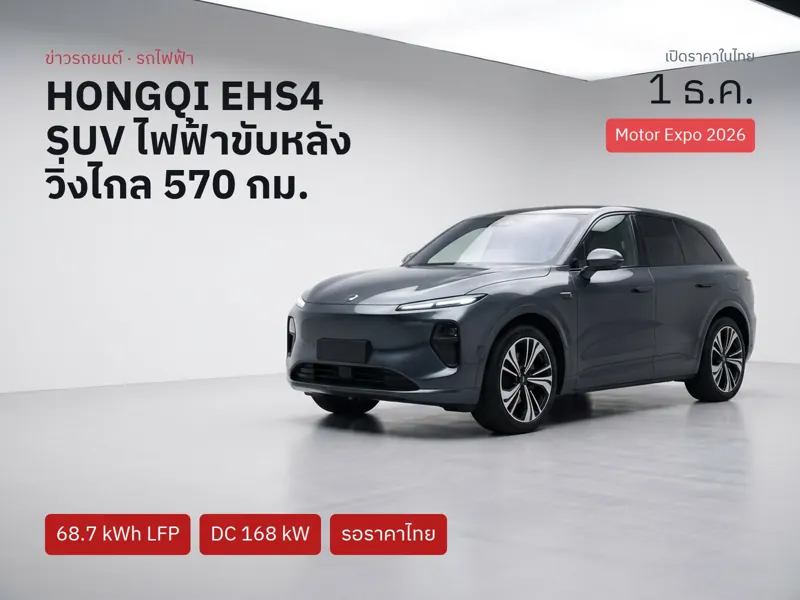 ข่าวรถยนต์ · รถไฟฟ้า
HONGQI EHS4
SUV ไฟฟ้าขับหลัง
วิ่งไกล 570 กม.
เปิดราคาในไทย
1 ธ.ค.
Motor Expo 2026
68.7 kWh LFP
DC 168 kW
รอราคาไทย